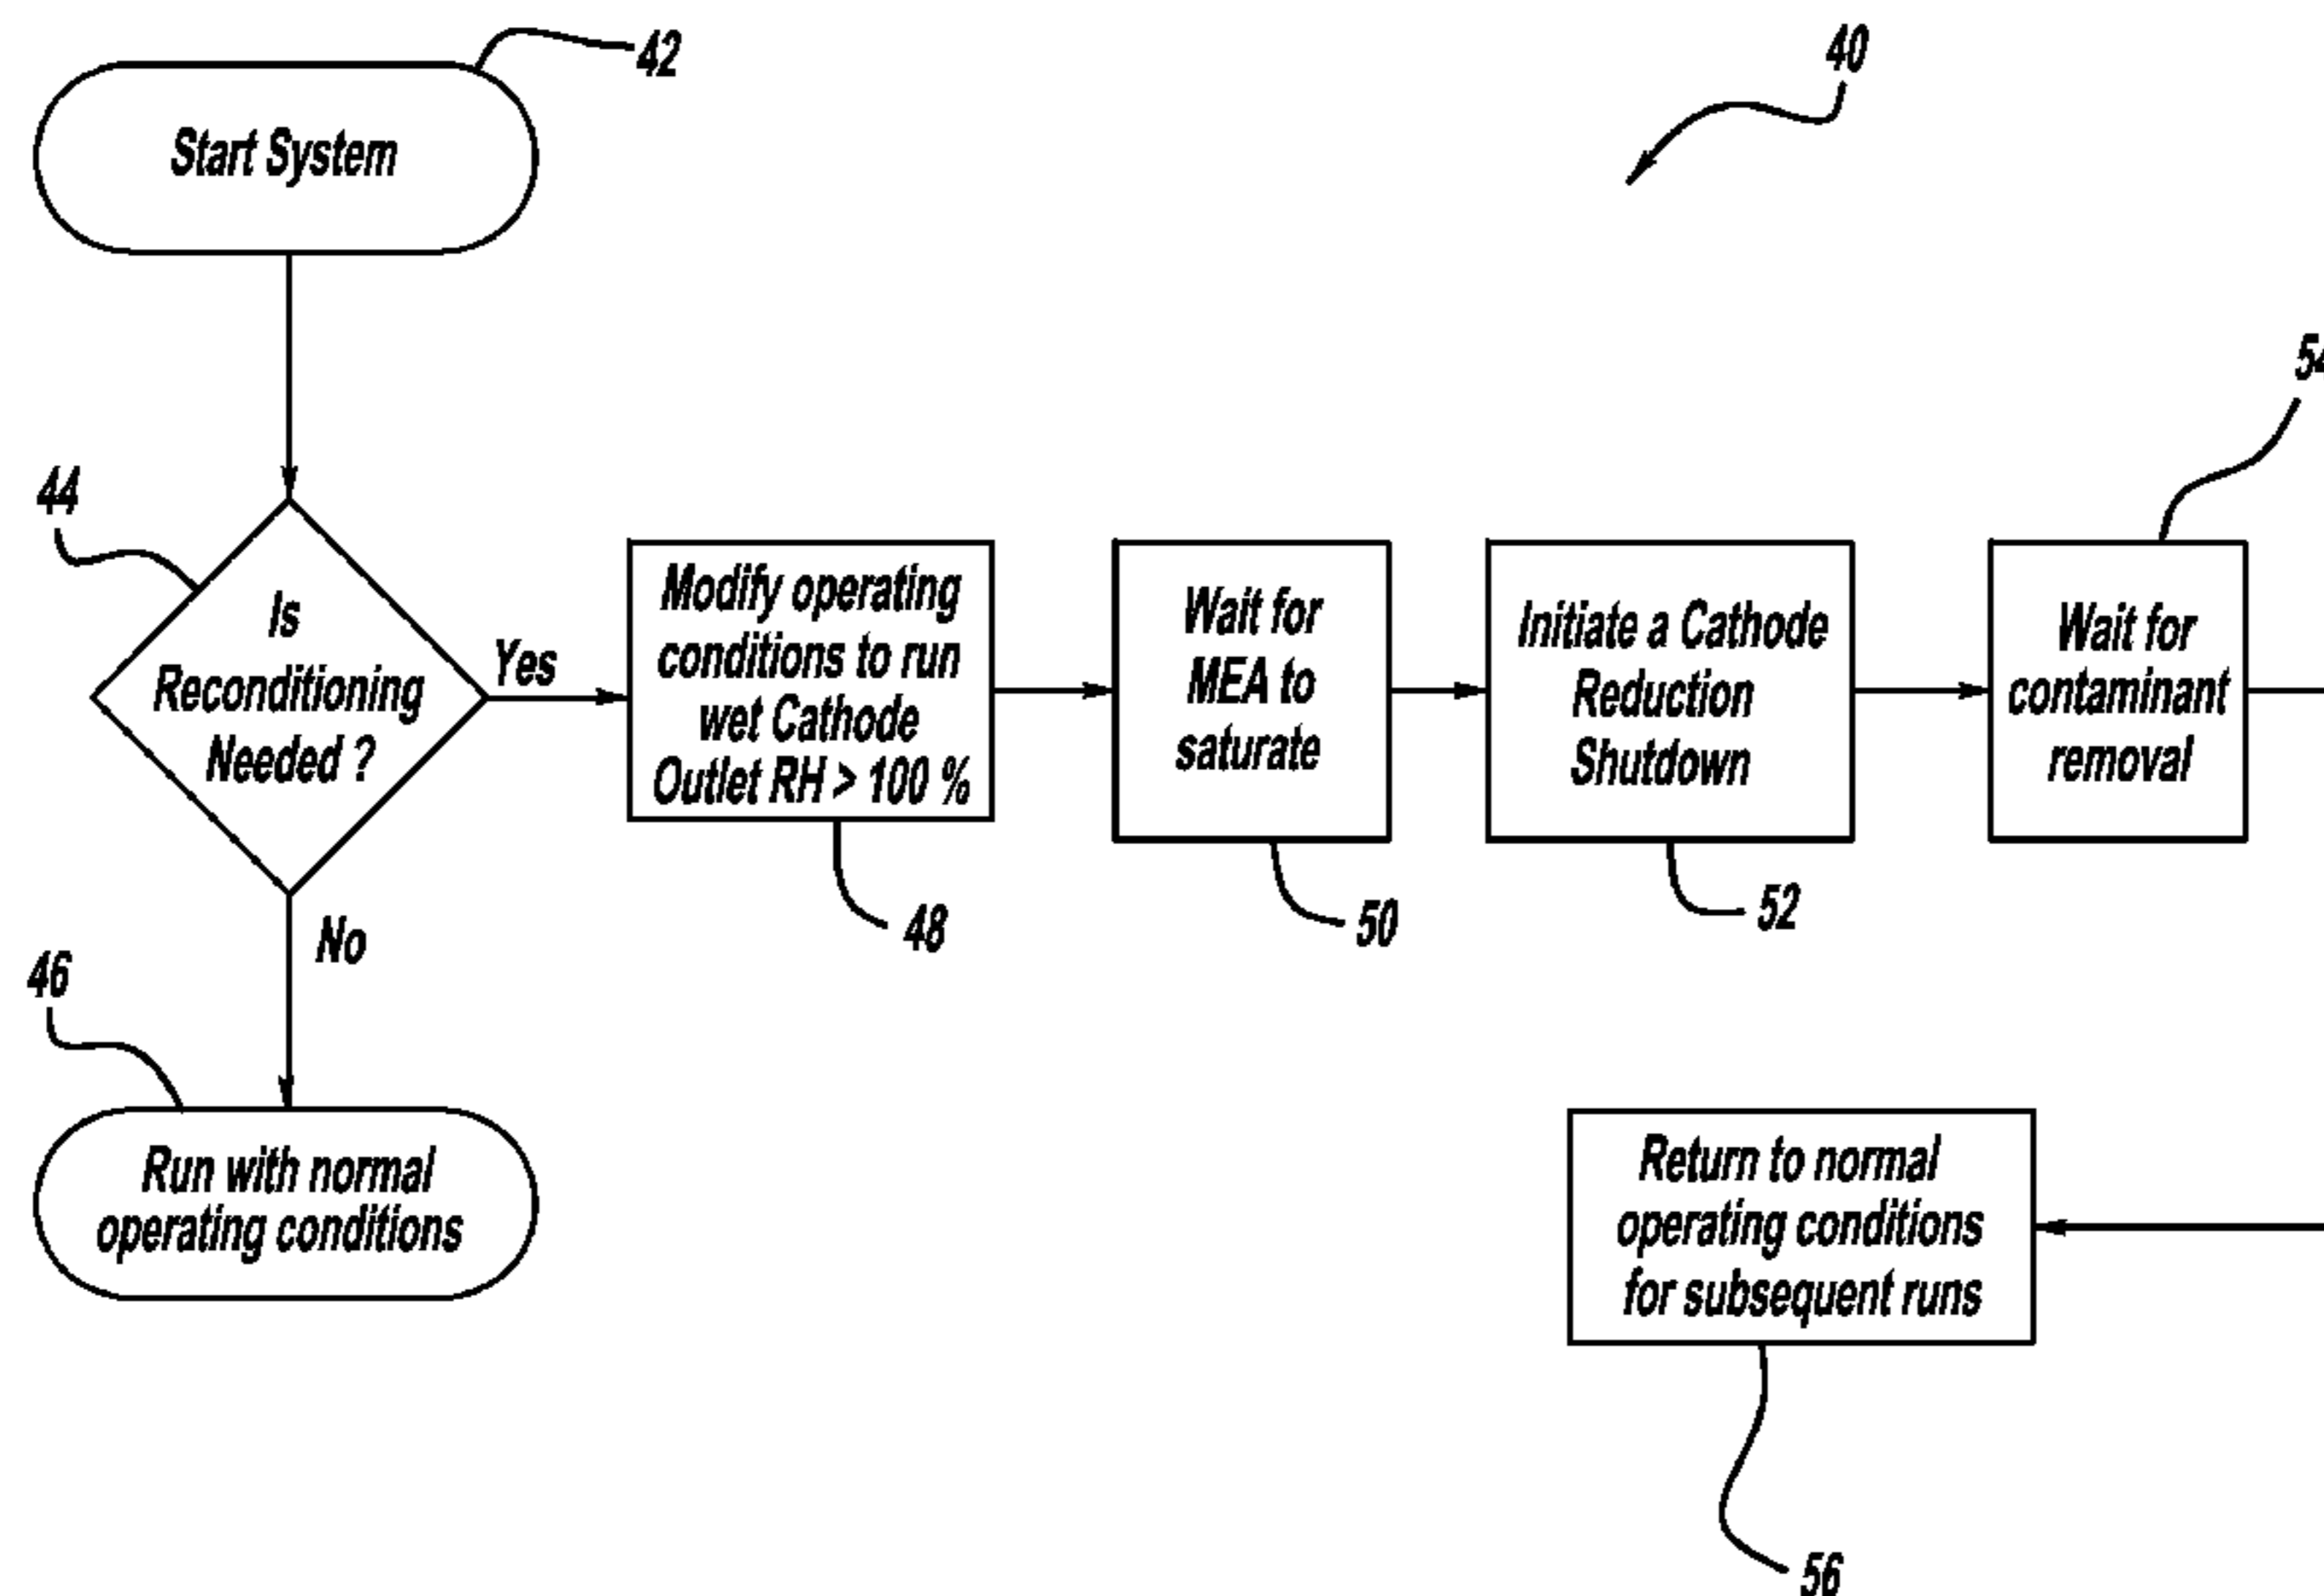 42
40
Start System
54
44
Is
Reconditioning
Needed ?
Yes
Modify operating
conditions to run
wet Cathode
Outlet RH > 100 %
Wait for
MEA to
saturate
Initiate a Cathode
Reduction
Shutdown
Wait for
contaminant
removal
48
50
52
No
46
Run with normal
operating conditions
Return to normal
operating conditions
for subsequent runs
56